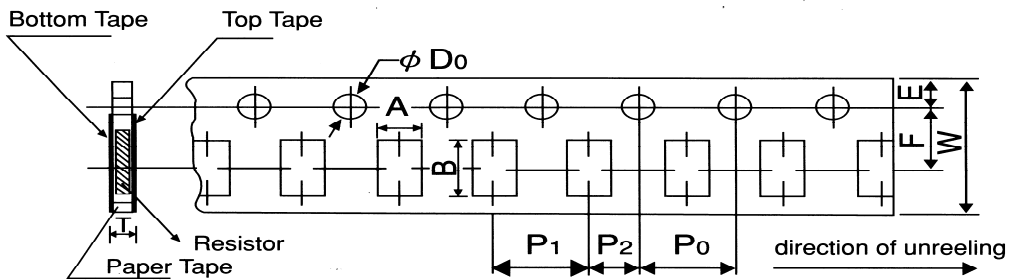 Bottom Tape
Top Tape
ϕ D0
A
B
E
F
W
T
Resistor
Paper Tape
P1
P2
P0
direction of unreeling